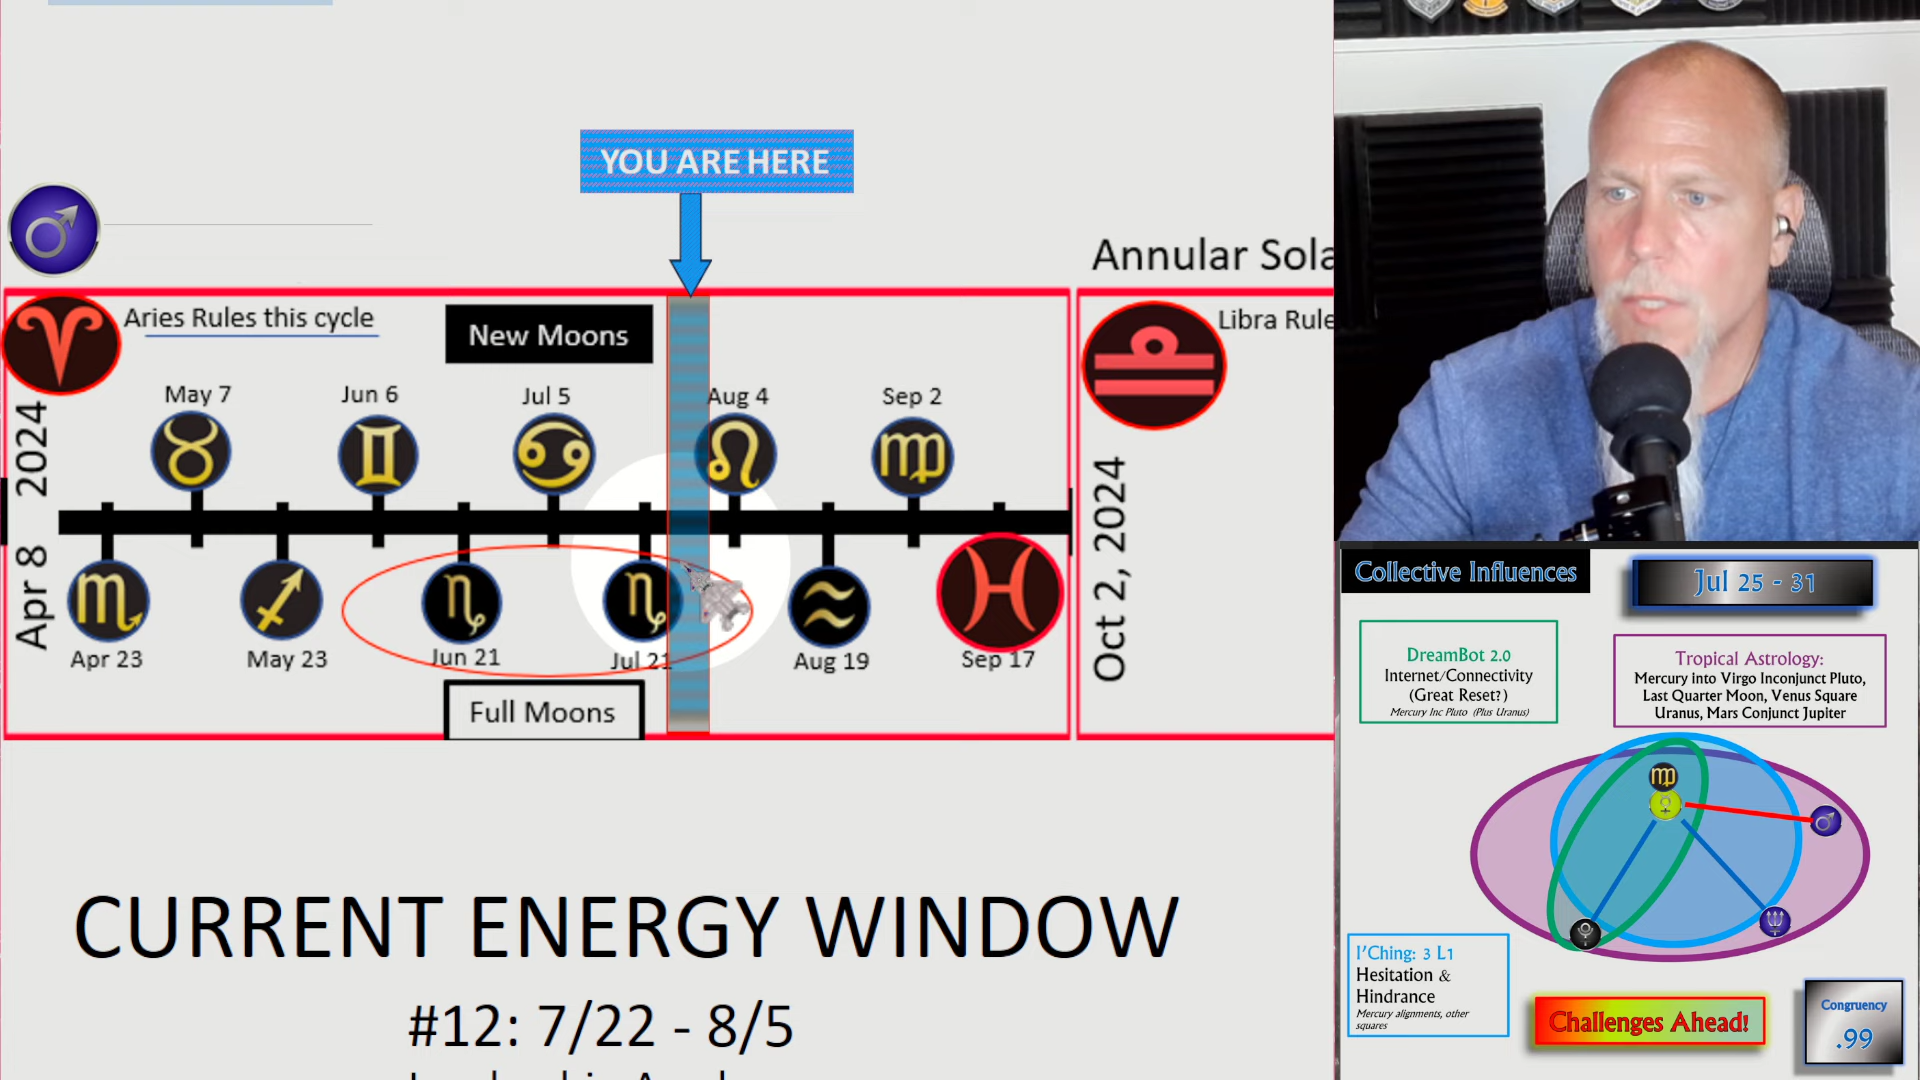 YOU ARE HERE
Annular Sola
Aries Rules this cycle
New Moons
Libra Rule
May 7
Jun 6
Jul 5
Aug 4
Sep 2
Apr 8 2024
Oct 2, 2024
Apr 23
May 23
Jun 21
Jul 21
Aug 19
Sep 17
Full Moons
CURRENT ENERGY WINDOW
#12: 7/22 - 8/5
Collective Influences
Jul 25 - 31
DreamBot 2.0
Internet/Connectivity
(Great Reset?)
Mercury Inc Pluto (Plus Uranus)
Tropical Astrology:
Mercury into Virgo Inconjunct Pluto,
Last Quarter Moon, Venus Square
Uranus, Mars Conjunct Jupiter
I'Ching: 3 L1
Hesitation &
Hindrance
Mercury alignments, other
squares
Challenges Ahead!
Congruency
.99